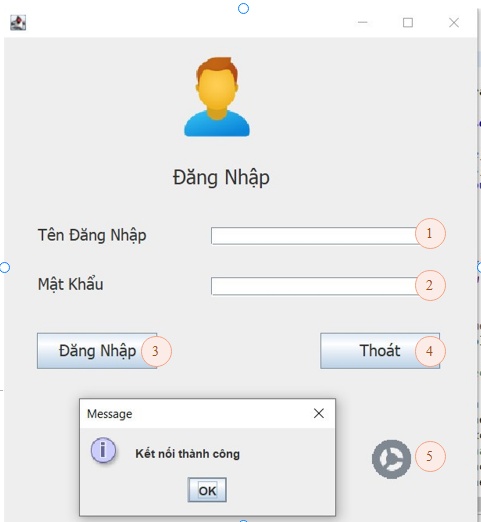 Đăng Nhập
Tên Đăng Nhập
1
Mật Khẩu
2
Đăng Nhập 3
Thoát 4
Message
i
Kết nối thành công
OK
5